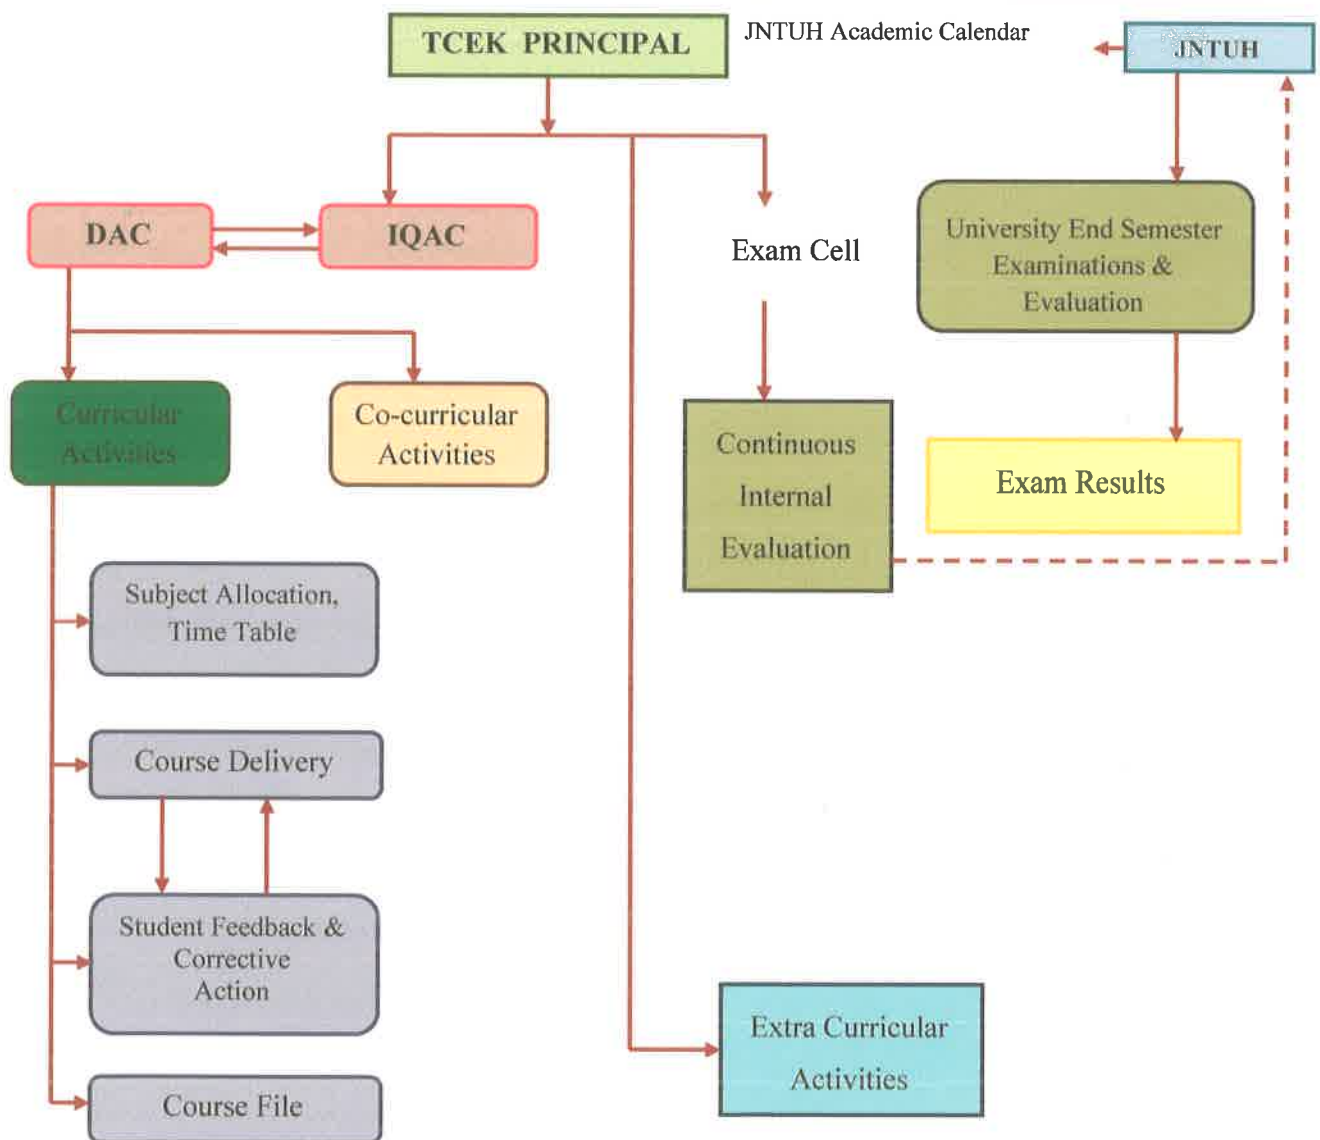 TCEK PRINCIPAL
JNTUH Academic Calendar
JNTUH
DAC
IQAC
Exam Cell
University End Semester
Examinations &
Evaluation
Curricular
Activities
Co-curricular
Activities
Continuous
Internal
Evaluation
Exam Results
Subject Allocation,
Time Table
Course Delivery
Student Feedback &
Corrective
Action
Extra Curricular
Activities
Course File